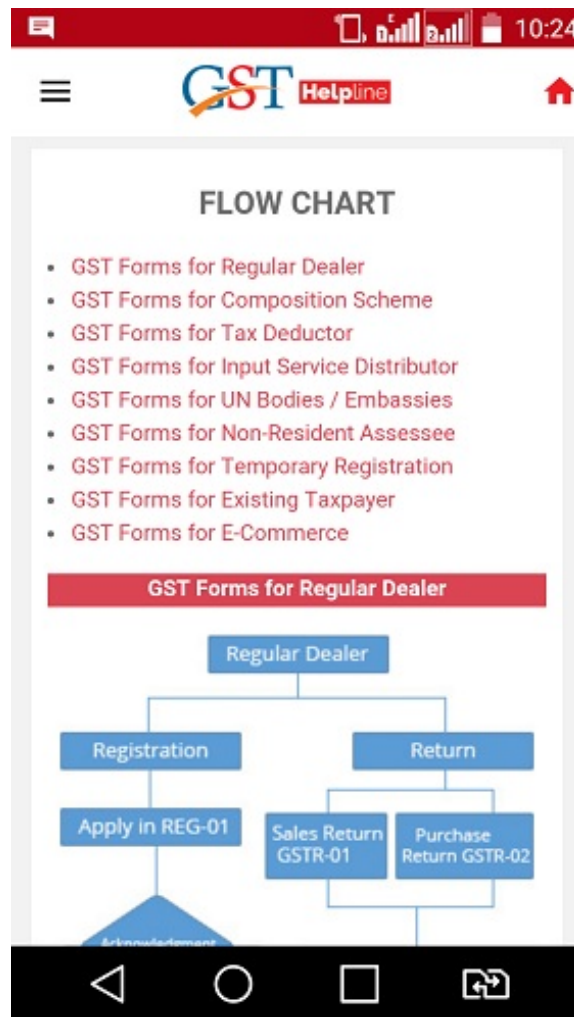 10:24
GST Helpline
FLOW CHART
GST Forms for Regular Dealer
GST Forms for Composition Scheme
GST Forms for Tax Deductor
GST Forms for Input Service Distributor
GST Forms for UN Bodies / Embassies
GST Forms for Non-Resident Assessee
GST Forms for Temporary Registration
GST Forms for Existing Taxpayer
GST Forms for E-Commerce
GST Forms for Regular Dealer
Regular Dealer
Registration
Return
Apply in REG-01
Sales Return
GSTR-01
Purchase
Return GSTR-02
Acknowledgment